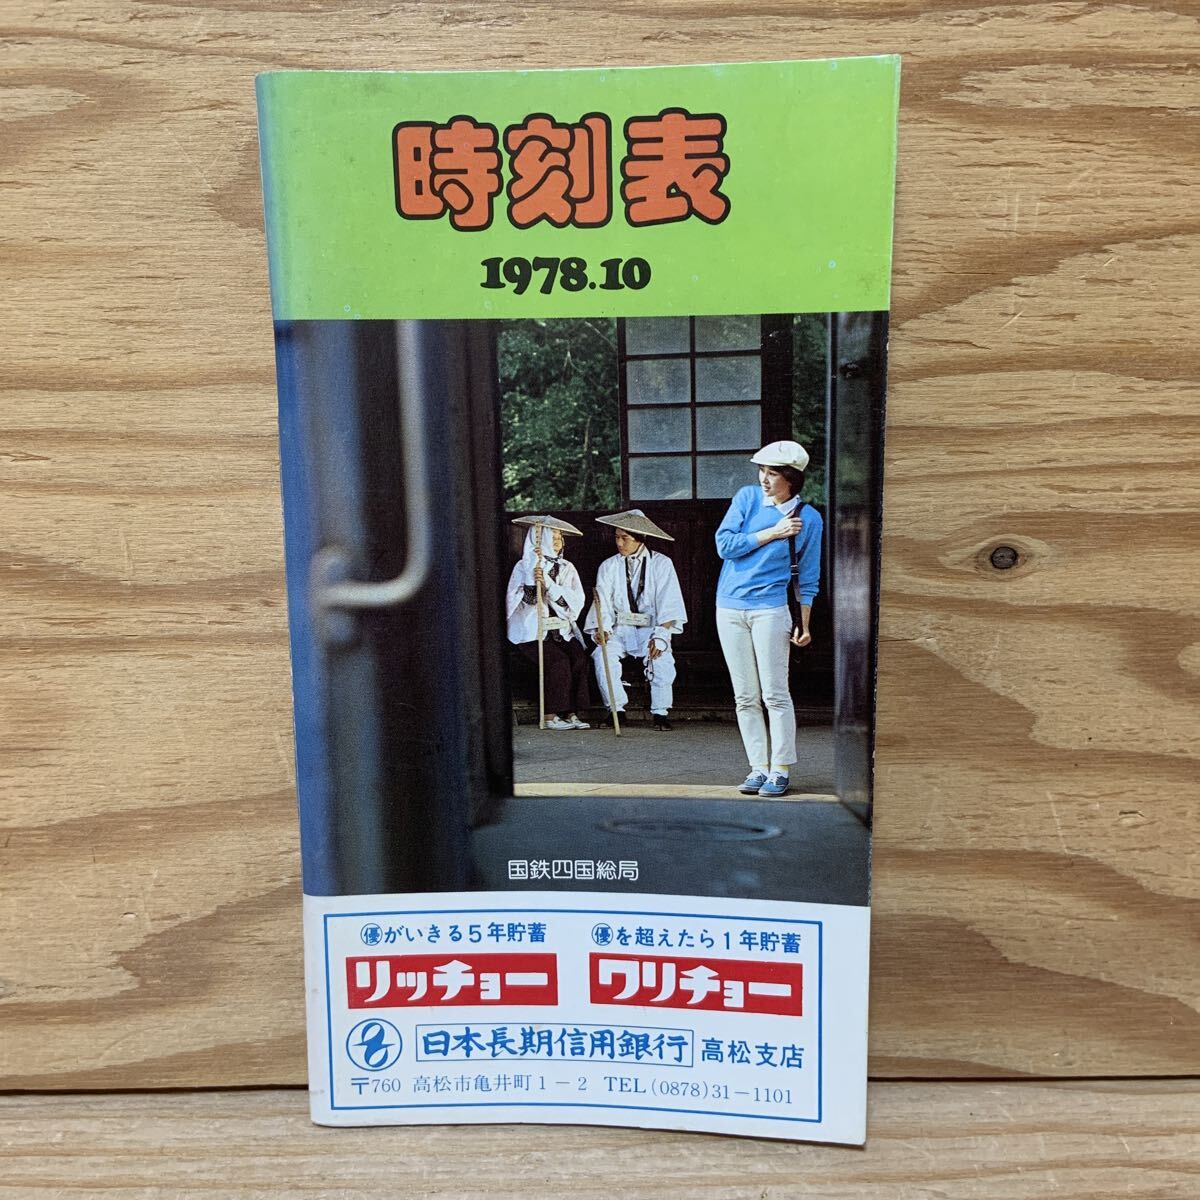 時刻表
1978.10
国鉄四国総局
優がいきる5年貯蓄
リッチョー
優を超えたら1年貯蓄
ワリチョー
日本長期信用銀行 高松支店
〒760 高松市亀井町1−2 TEL(0878)31−1101